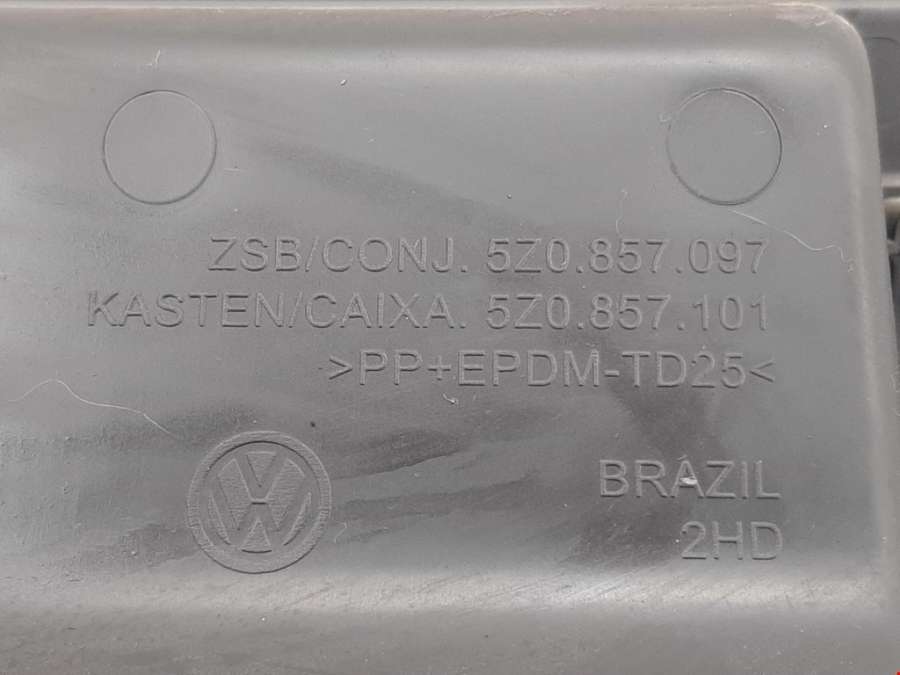 ZSB/CONJ. 5Z0.857.097
KASTEN/CAIXA. 5Z0.857.101
>PP+EPDM-TD25<
BRAZIL
2HD